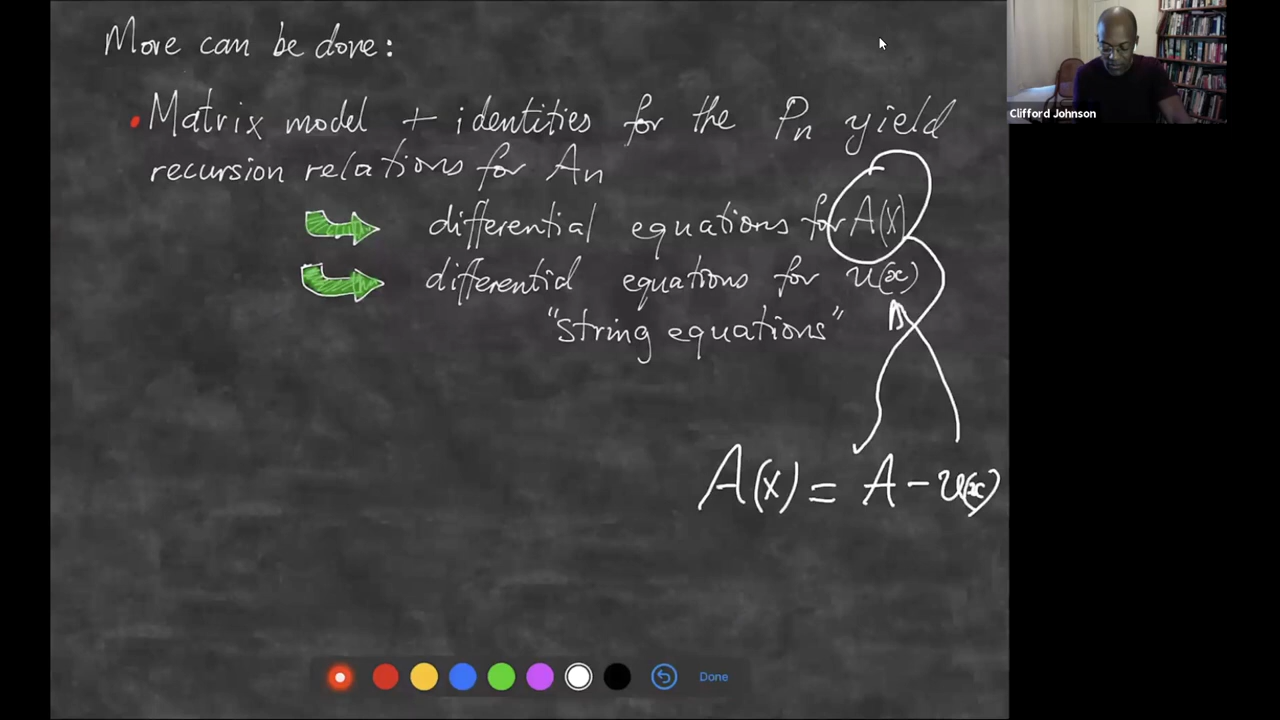 More can be done:
• Matrix model + identities for the Pn yield
recursion relations for An
differential equations for A(X)
differential equations for u(x)
"string equations"
A(X) = A - u(x)
Clifford Johnson
Done